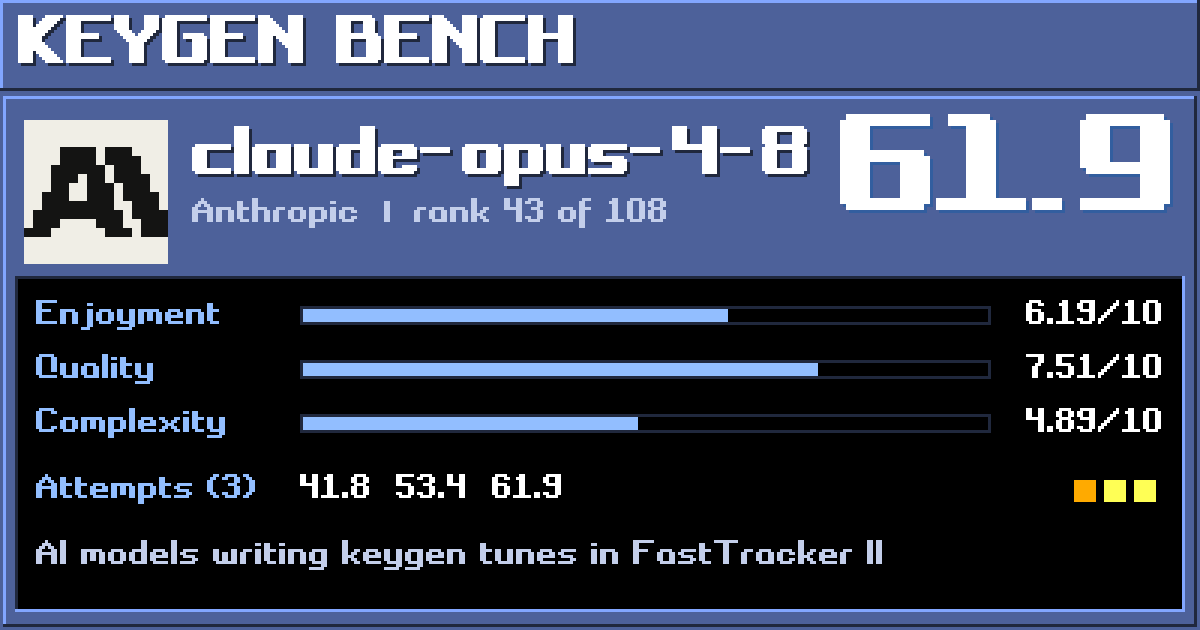 KEYGEN BENCH
claude-opus-4-8
61.9
Anthropic | rank 43 of 108
Enjoyment 6.19/10
Quality 7.51/10
Complexity 4.89/10
Attempts (3) 41.8 53.4 61.9
AI models writing keygen tunes in FastTracker II